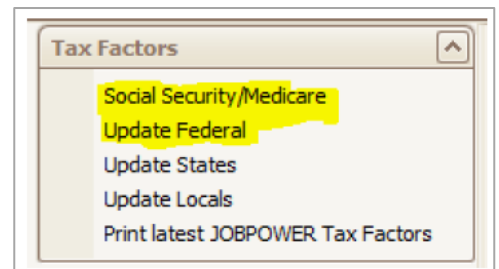 Tax Factors
Social Security/Medicare
Update Federal
Update States
Update Locals
Print latest JOBPOWER Tax Factors